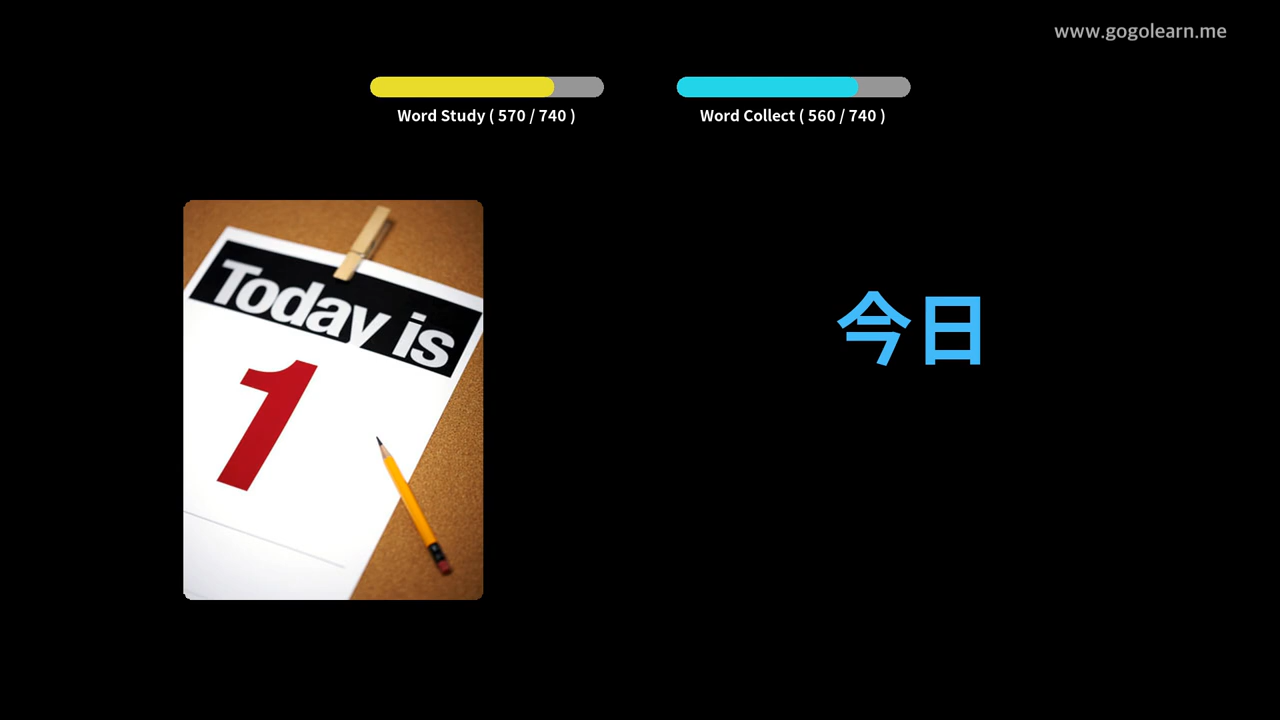 www.gogolearn.me
Word Study ( 570 / 740 )
Word Collect ( 560 / 740 )
Today is
1
今日